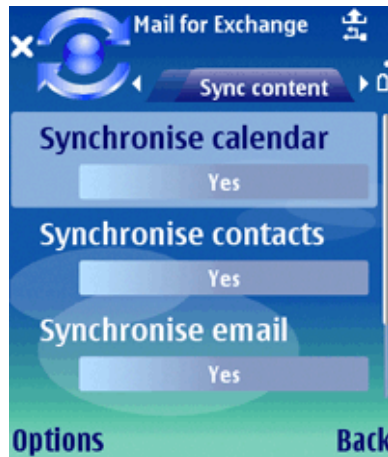 Mail for Exchange
Sync content
Synchronise calendar
Yes
Synchronise contacts
Yes
Synchronise email
Yes
Options Back